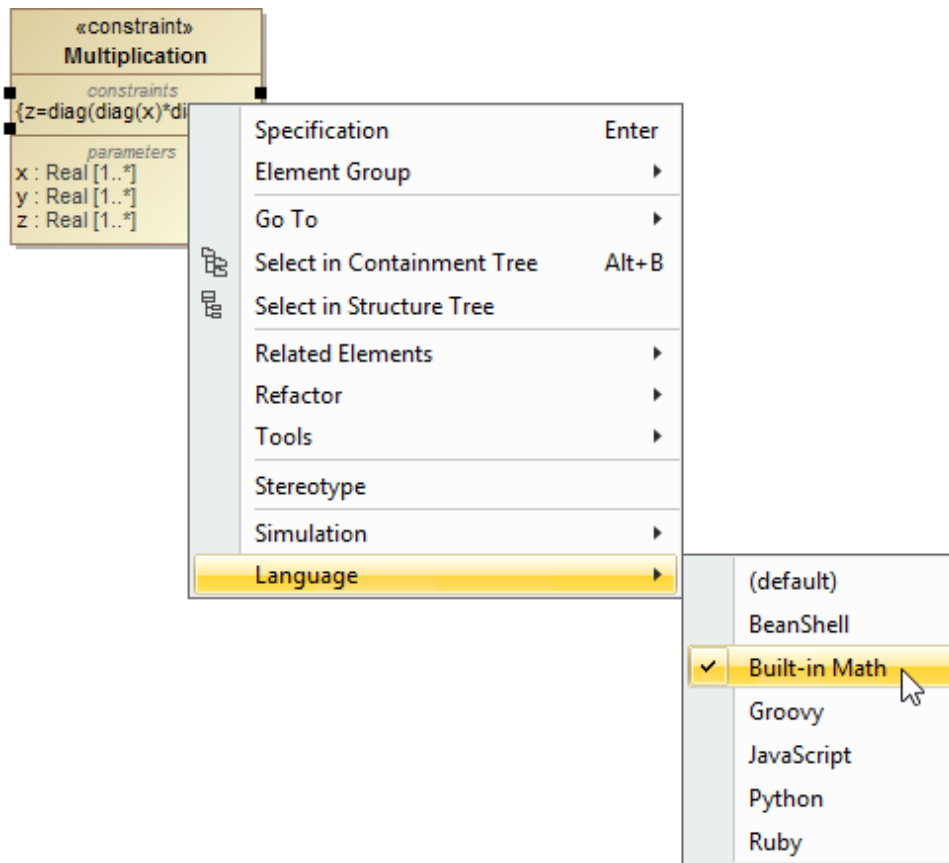 «constraint»
Multiplication
constraints
{z=diag(diag(x)*di
parameters
x : Real [1..*]
y : Real [1..*]
z : Real [1..*]
Specification Enter
Element Group
Go To
Select in Containment Tree Alt+B
Select in Structure Tree
Related Elements
Refactor
Tools
Stereotype
Simulation
Language
(default)
BeanShell
Built-in Math
Groovy
JavaScript
Python
Ruby